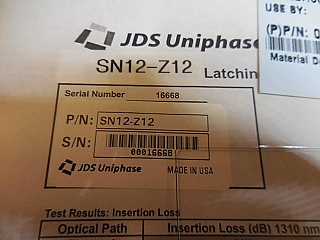 USE BY:
JDS Uniphase
(P)P/N: 0
SN12-Z12 Latchin
Material D
Serial Number 16668
P/N: SN12-Z12
S/N:
00016668
JDS Uniphase MADE IN USA
Test Results: Insertion Loss
Optical Path Insertion Loss (dB) 1310 nm